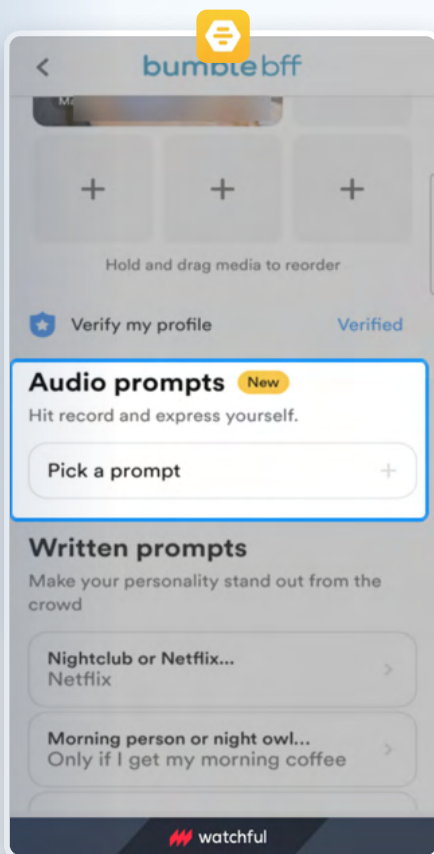 bumble bff
Hold and drag media to reorder
Verify my profile Verified
Audio prompts New
Hit record and express yourself.
Pick a prompt
Written prompts
Make your personality stand out from the
crowd
Nightclub or Netflix...
Netflix
Morning person or night owl...
Only if I get my morning coffee
watchful